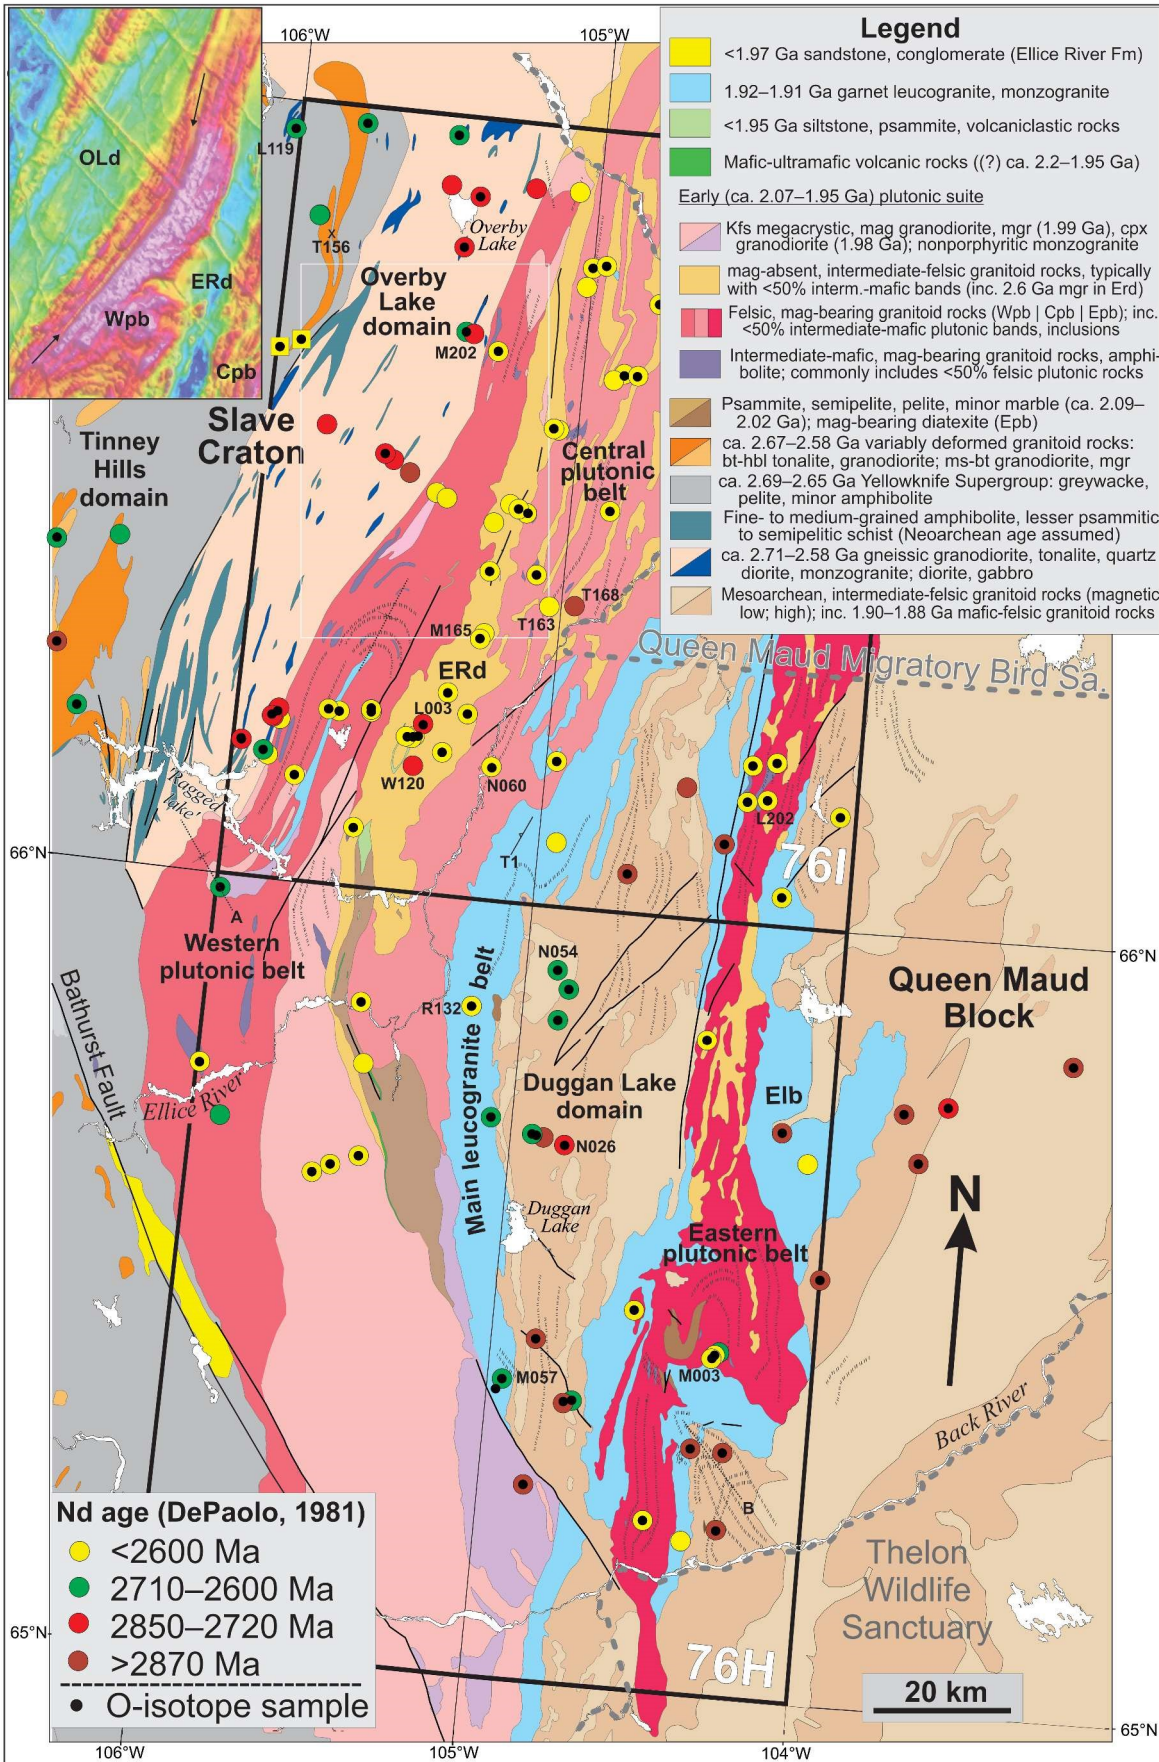 106°W
105°W
OLd
ERd
Wpb
Cpb
Legend
<1.97 Ga sandstone, conglomerate (Ellice River Fm)
1.92–1.91 Ga garnet leucogranite, monzogranite
<1.95 Ga siltstone, psammite, volcaniclastic rocks
Mafic-ultramafic volcanic rocks ((?) ca. 2.2–1.95 Ga)
Early (ca. 2.07–1.95 Ga) plutonic suite
Kfs megacrystic, mag granodiorite, mgr (1.99 Ga), cpx
granodiorite (1.98 Ga); nonporphyritic monzogranite
mag-absent, intermediate-felsic granitoid rocks, typically
with <50% interm.-mafic bands (inc. 2.6 Ga mgr in Erd)
Felsic, mag-bearing granitoid rocks (Wpb | Cpb | Epb); inc.
<50% intermediate-mafic plutonic bands, inclusions
Intermediate-mafic, mag-bearing granitoid rocks, amphi-
bolite; commonly includes <50% felsic plutonic rocks
Psammite, semipelite, pelite, minor marble (ca. 2.09–
2.02 Ga); mag-bearing diatexite (Epb)
ca. 2.67–2.58 Ga variably deformed granitoid rocks:
bt-hbl tonalite, granodiorite; ms-bt granodiorite, mgr
ca. 2.69–2.65 Ga Yellowknife Supergroup: greywacke,
pelite, minor amphibolite
Fine- to medium-grained amphibolite, lesser psammitic
to semipelitic schist (Neoarchean age assumed)
ca. 2.71–2.58 Ga gneissic granodiorite, tonalite, quartz
diorite, monzogranite; diorite, gabbro
Mesoarchean, intermediate-felsic granitoid rocks (magnetic
low; high); inc. 1.90–1.88 Ga mafic-felsic granitoid rocks
L119
x
T156
Overby
Lake
Overby
Lake
domain
M202
Slave
Craton
Tinney
Hills
domain
Central
plutonic
belt
T168
T163
M165
Queen Maud Migratory Bird Sa.
ERd
L003
W120
N060
L202
Ragged
lake
T1
76I
66°N
A
Western
plutonic belt
N054
66°N
Bathurst Fault
R132
Main leucogranite belt
Queen Maud
Block
Ellice River
Duggan Lake
domain
Elb
N026
N
Duggan
Lake
Eastern
plutonic belt
M057
M003
Back River
B
Nd age (DePaolo, 1981)
<2600 Ma
2710–2600 Ma
2850–2720 Ma
>2870 Ma
O-isotope sample
Thelon
Wildlife
Sanctuary
65°N
76H
20 km
65°N
106°W
105°W
104°W